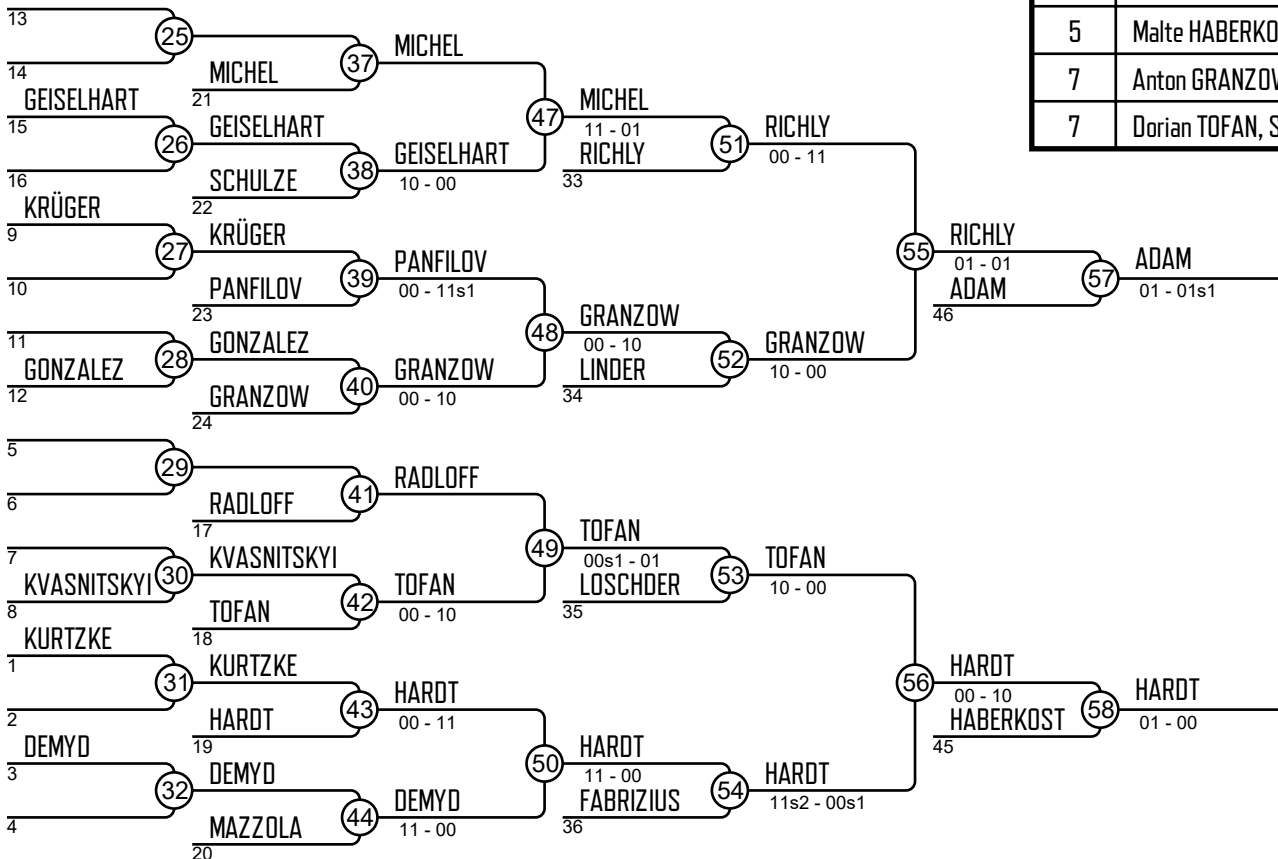 13
25
14
MICHEL
21
37
MICHEL
GEISELHART
15
16
26
GEISELHART
SCHULZE
22
38
GEISELHART
10 - 00
47
MICHEL
11 - 01
RICHLY
33
51
RICHLY
00 - 11
KRÜGER
9
10
27
KRÜGER
PANFILOV
23
39
PANFILOV
00 - 11s1
11
GONZALEZ
12
28
GONZALEZ
GRANZOW
24
40
GRANZOW
00 - 10
48
GRANZOW
00 - 10
LINDER
34
52
GRANZOW
10 - 00
55
RICHLY
01 - 01
ADAM
46
57
ADAM
01 - 01s1
5
6
29
RADLOFF
17
41
RADLOFF
7
KVASNITSKYI
8
30
KVASNITSKYI
TOFAN
18
42
TOFAN
00 - 10
49
TOFAN
00s1 - 01
LOSCHDER
35
53
TOFAN
10 - 00
KURTZKE
1
2
31
KURTZKE
HARDT
19
43
HARDT
00 - 11
DEMYD
3
4
32
DEMYD
MAZZOLA
20
44
DEMYD
11 - 00
50
HARDT
11 - 00
FABRIZIUS
36
54
HARDT
11s2 - 00s1
56
HARDT
00 - 10
HABERKOST
45
58
HARDT
01 - 00
5 Malte HABERKO
7 Anton GRANZOW
7 Dorian TOFAN, S